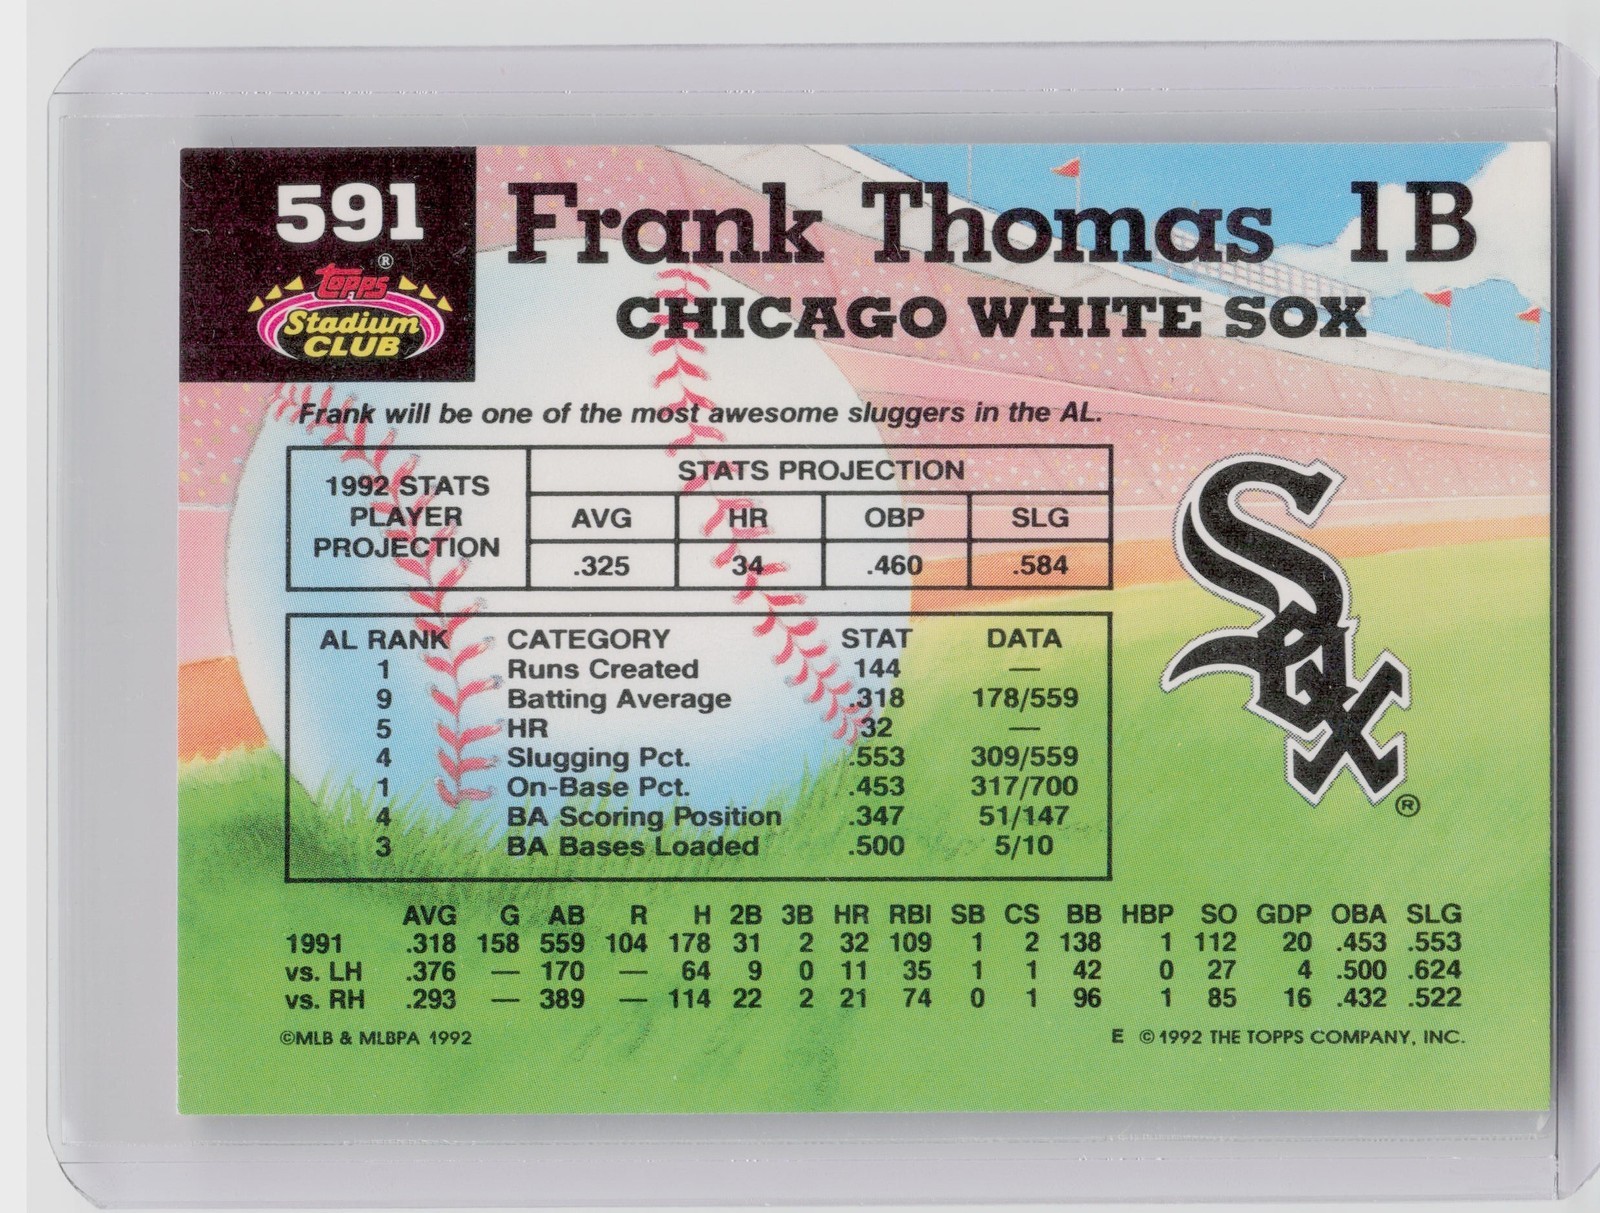 591
Frank Thomas 1B
CHICAGO WHITE SOX
Topps ®
Stadium
CLUB
Frank will be one of the most awesome sluggers in the AL.
1992 STATS PLAYER PROJECTION
STATS PROJECTION
AVG HR OBP SLG
.325 34 .460 .584
AL RANK CATEGORY STAT DATA
1 Runs Created 144 —
9 Batting Average .318 178/559
5 HR 32 —
4 Slugging Pct. .553 309/559
1 On-Base Pct. .453 317/700
4 BA Scoring Position .347 51/147
3 BA Bases Loaded .500 5/10
SOX ®
AVG G AB R H 2B 3B HR RBI SB CS BB HBP SO GDP OBA SLG
1991 .318 158 559 104 178 31 2 32 109 1 2 138 1 112 20 .453 .553
vs. LH .376 — 170 — 64 9 0 11 35 1 1 42 0 27 4 .500 .624
vs. RH .293 — 389 — 114 22 2 21 74 0 1 96 1 85 16 .432 .522
©MLB & MLBPA 1992
E ©1992 THE TOPPS COMPANY, INC.